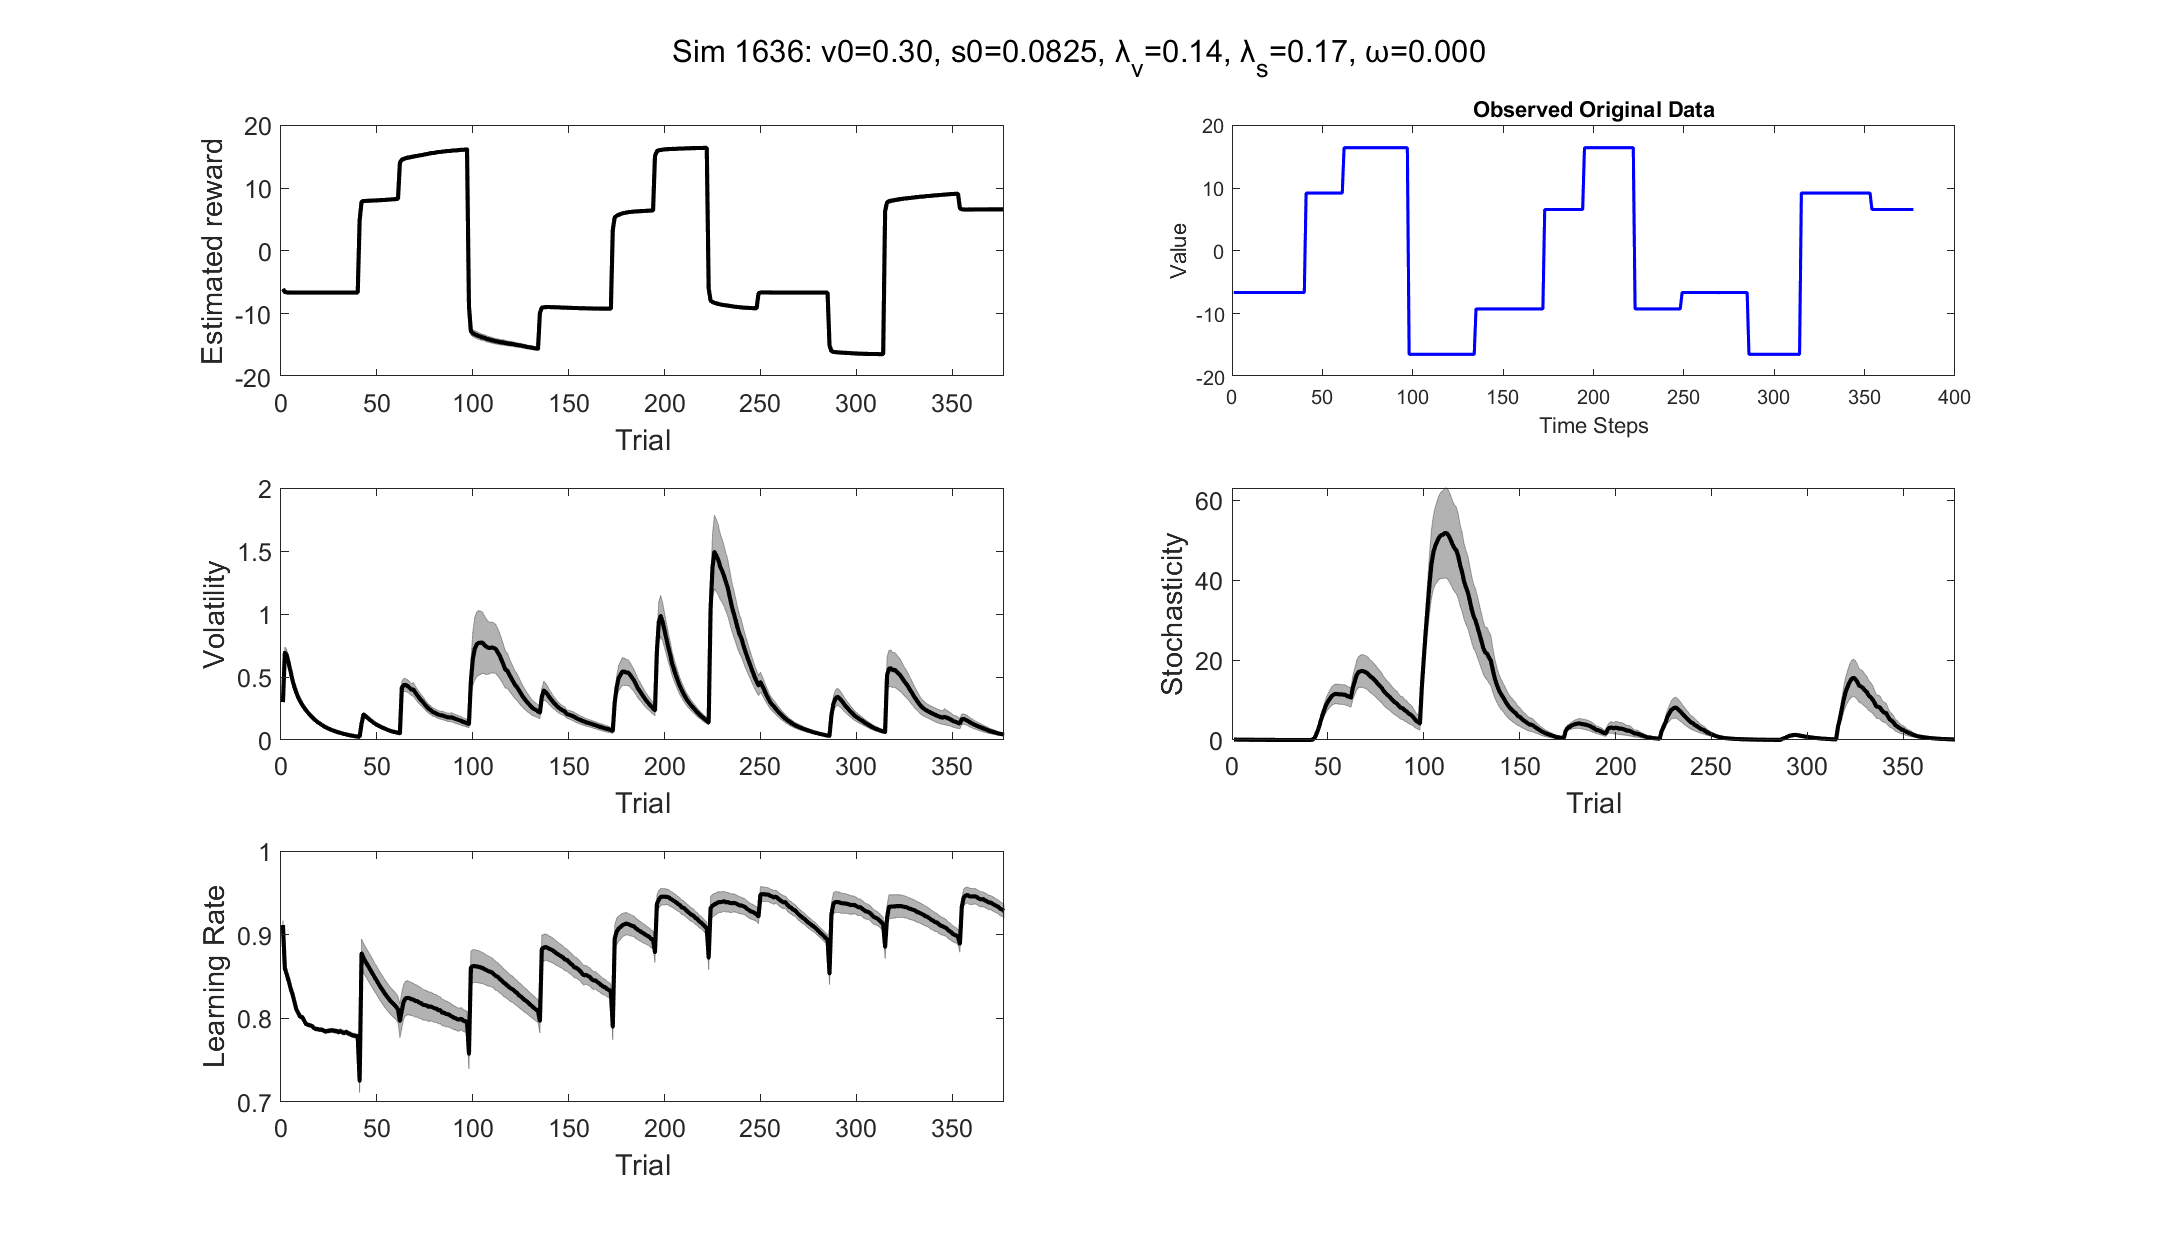 Sim 1636: v0=0.30, s0=0.0825, λv=0.14, λs=0.17, ω=0.000
Estimated reward
20
10
0
-10
-20
0 50 100 150 200 250 300 350
Trial
Observed Original Data
Value
20
10
0
-10
-20
0 50 100 150 200 250 300 350 400
Time Steps
Volatility
2
1.5
1
0.5
0
0 50 100 150 200 250 300 350
Trial
Stochasticity
60
40
20
0
0 50 100 150 200 250 300 350
Trial
Learning Rate
1
0.9
0.8
0.7
0 50 100 150 200 250 300 350
Trial